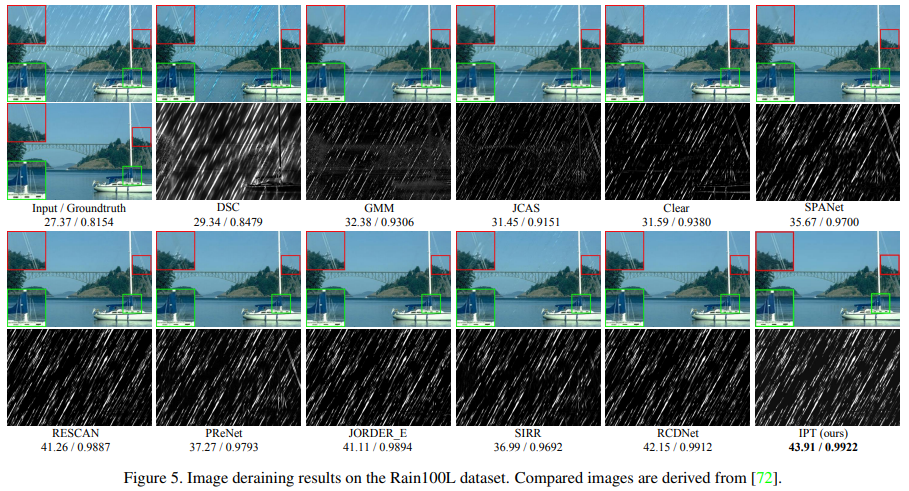 Input / Groundtruth DSC GMM JCAS Clear SPANet
27.37 / 0.8154 29.34 / 0.8479 32.38 / 0.9306 31.45 / 0.9151 31.59 / 0.9380 35.67 / 0.9700
RESCAN PReNet JORDER_E SIRR RCDNet IPT (ours)
41.26 / 0.9887 37.27 / 0.9793 41.11 / 0.9894 36.99 / 0.9692 42.15 / 0.9912 43.91 / 0.9922
Figure 5. Image deraining results on the Rain100L dataset. Compared images are derived from [72].